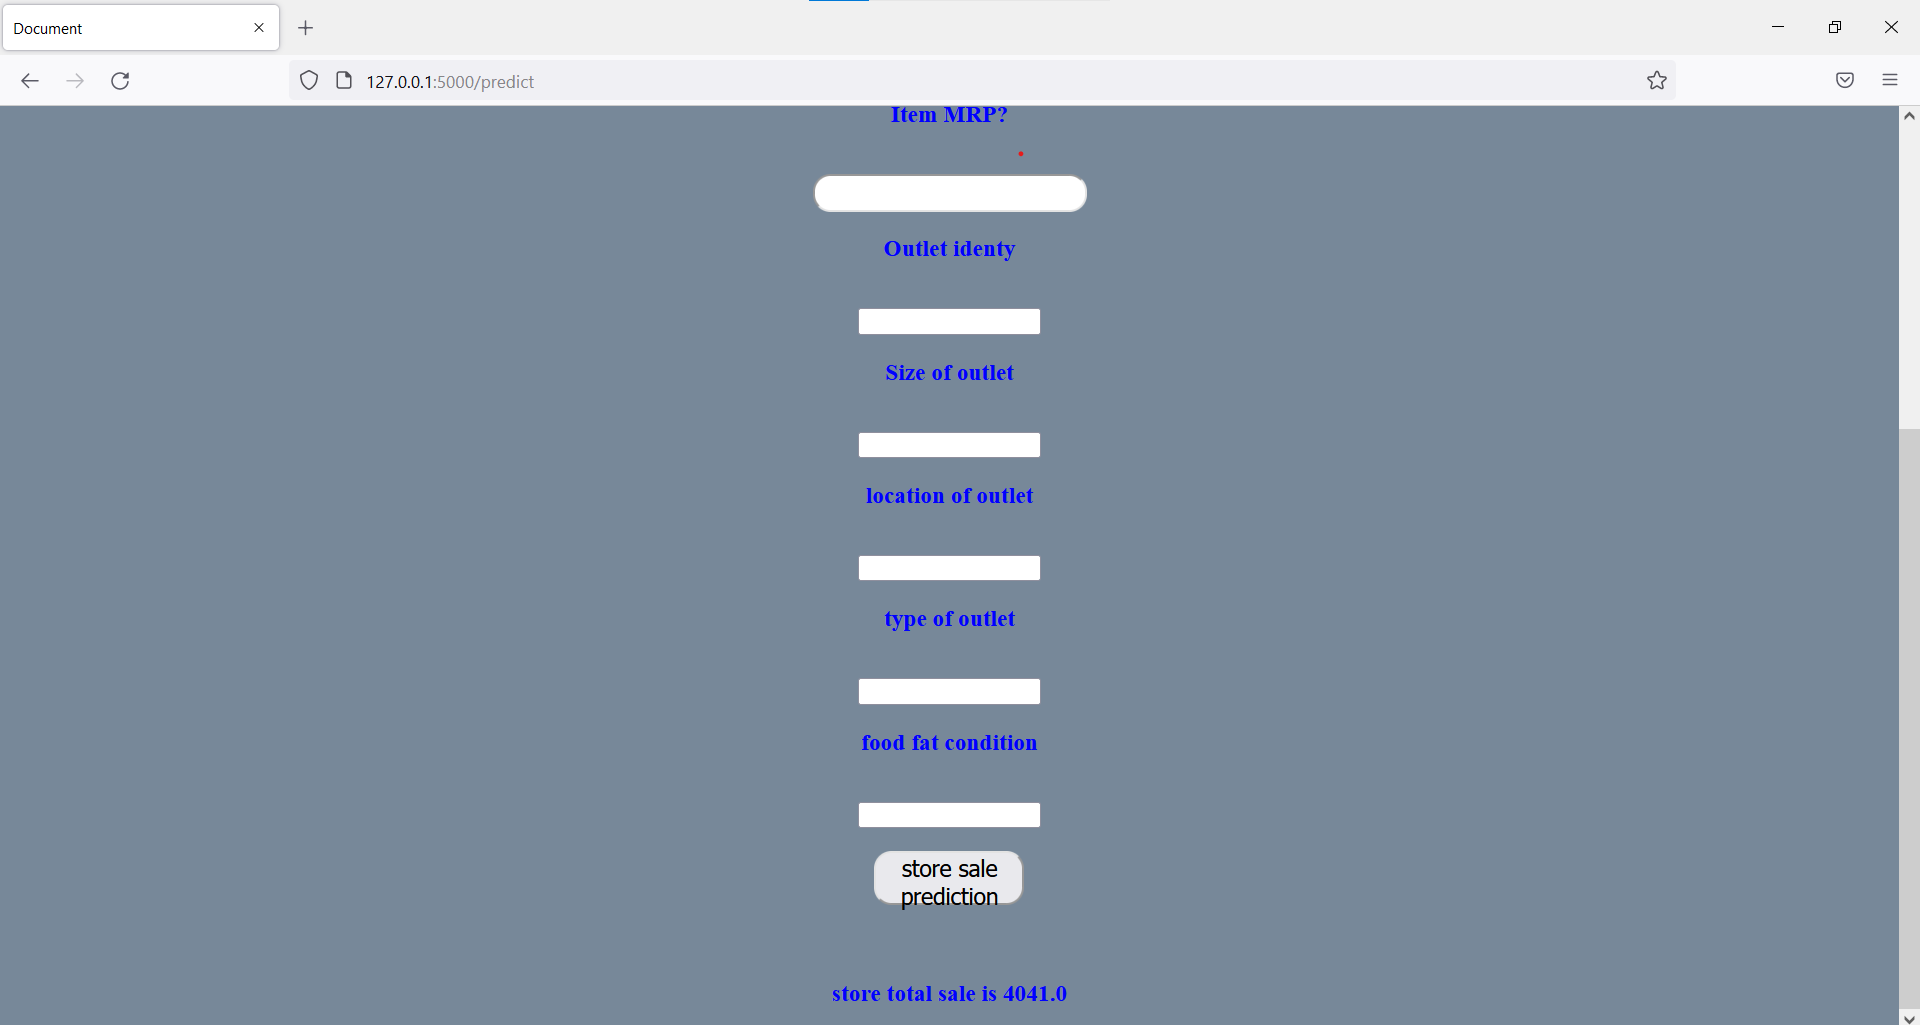 Document
127.0.0.1:5000/predict
Item MRP?
Outlet identy
Size of outlet
location of outlet
type of outlet
food fat condition
store sale
prediction
store total sale is 4041.0